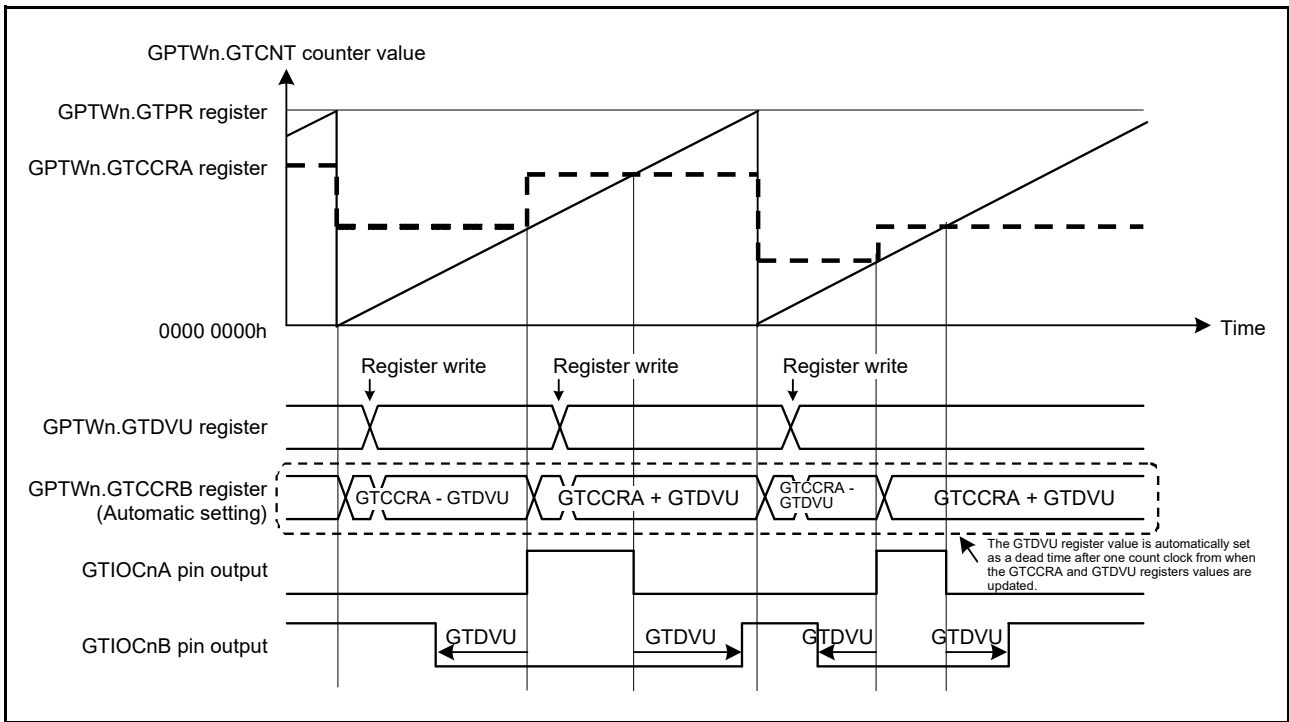 GPTWn.GTCNT counter value
GPTWn.GTPR register
GPTWn.GTCCRA register
0000 0000h
Time
Register write
Register write
Register write
GPTWn.GTDVU register
GPTWn.GTCCRB register
(Automatic setting)
GTCCRA - GTDVU
GTCCRA + GTDVU
GTCCRA -
GTDVU
GTCCRA + GTDVU
The GTDVU register value is automatically set
as a dead time after one count clock from when
the GTCCRA and GTDVU registers values are
updated.
GTIOCnA pin output
GTIOCnB pin output
GTDVU
GTDVU
GTDVU
GTDVU